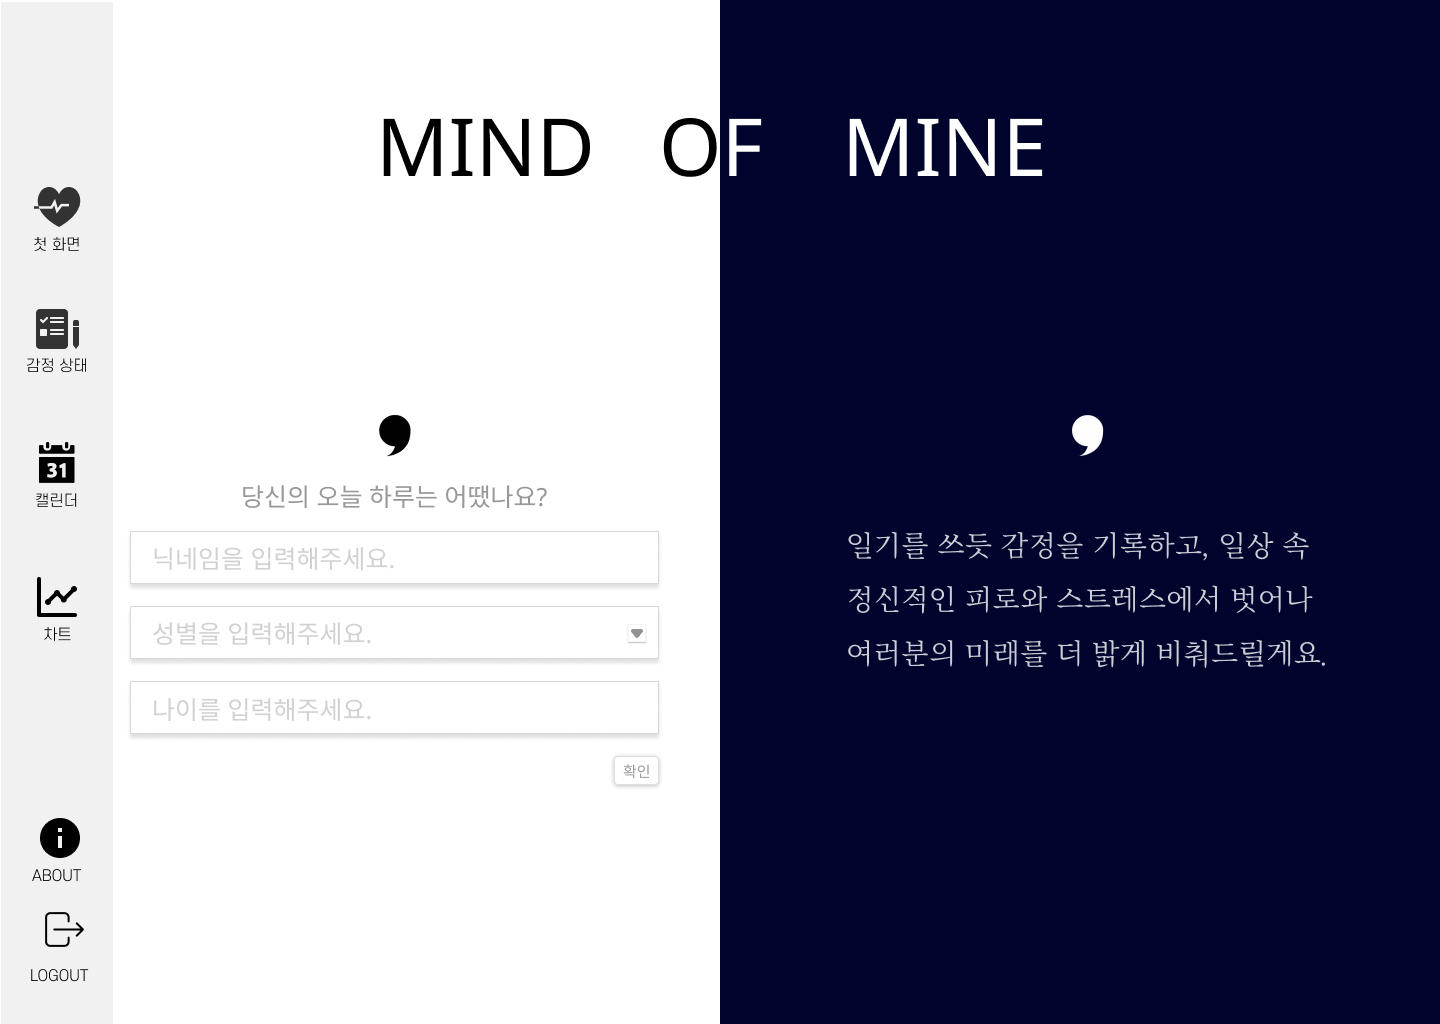 MIND OF MINE
첫 화면
감정 상태
31
캘린더
차트
ABOUT
LOGOUT
당신의 오늘 하루는 어땠나요?
닉네임을 입력해주세요.
성별을 입력해주세요.
나이를 입력해주세요.
확인
일기를 쓰듯 감정을 기록하고, 일상 속
정신적인 피로와 스트레스에서 벗어나
여러분의 미래를 더 밝게 비춰드릴게요.